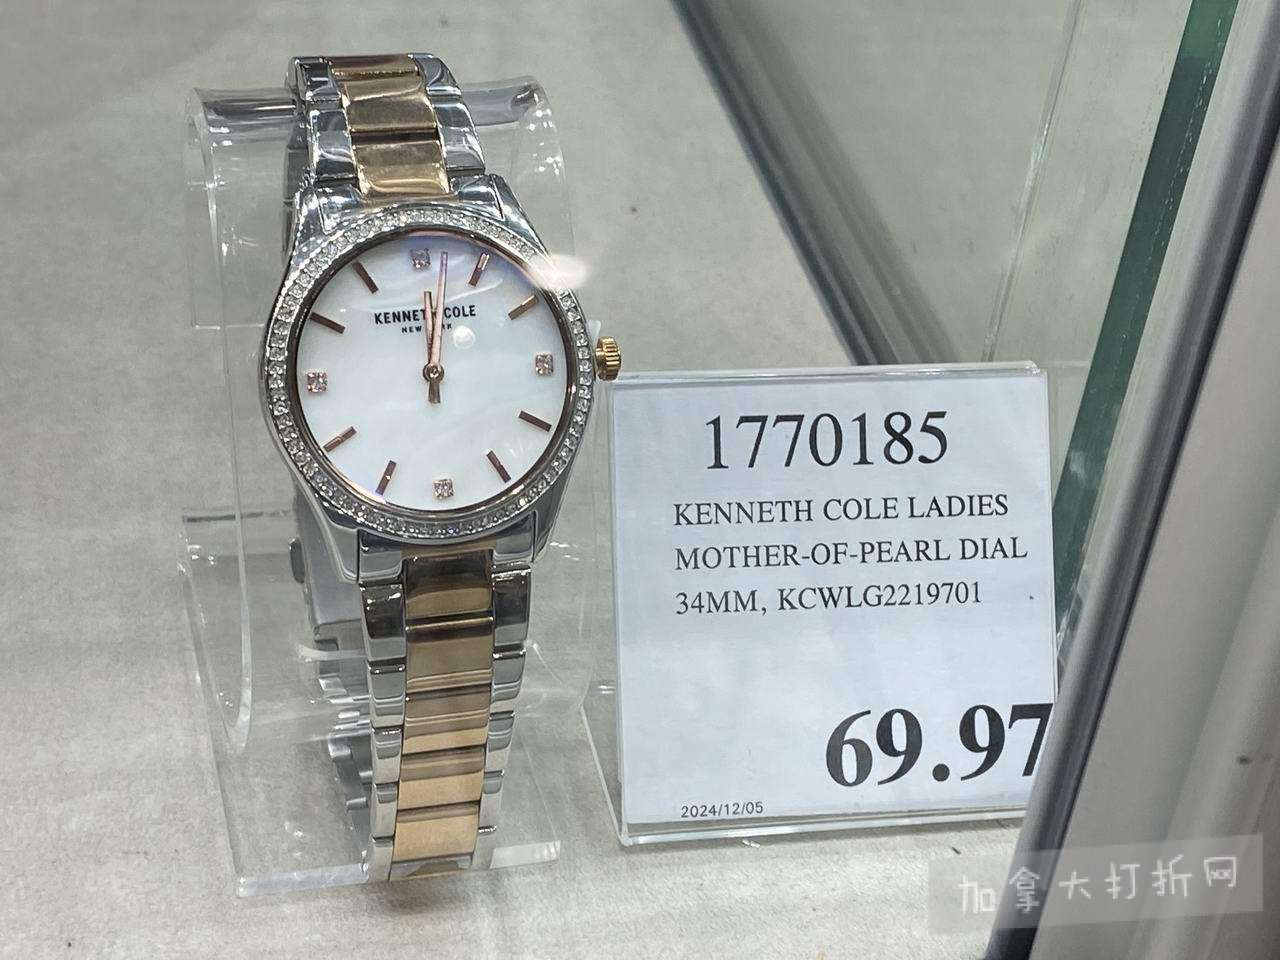 KENNETH COLE
NEW YORK
1770185
KENNETH COLE LADIES
MOTHER-OF-PEARL DIAL
34MM, KCWLG2219701
69.97
2024/12/05
加拿大打折网